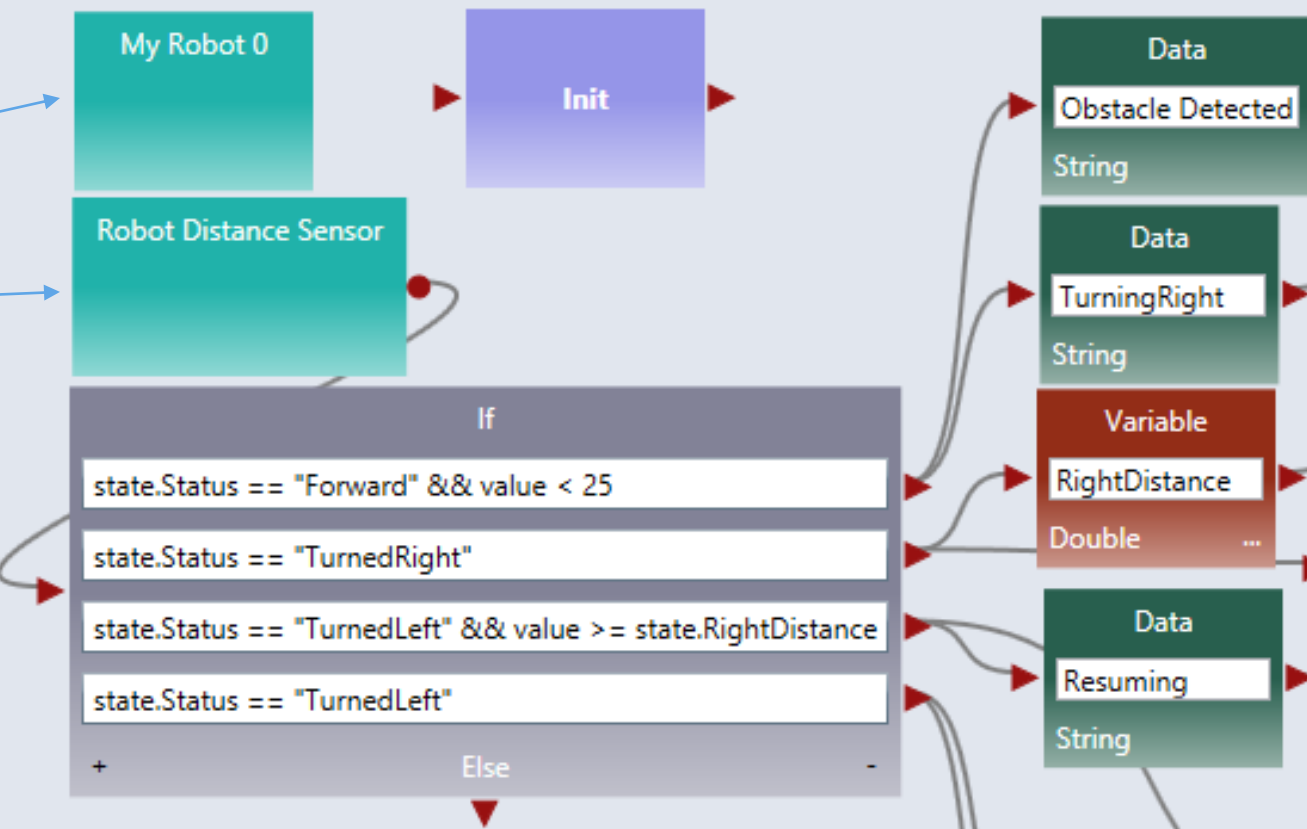 My Robot 0
Init
Data
Obstacle Detected
String
Robot Distance Sensor
Data
TurningRight
String
If
state.Status == "Forward" && value < 25
state.Status == "TurnedRight"
state.Status == "TurnedLeft" && value >= state.RightDistance
state.Status == "TurnedLeft"
+ Else -
Variable
RightDistance
Double ...
Data
Resuming
String